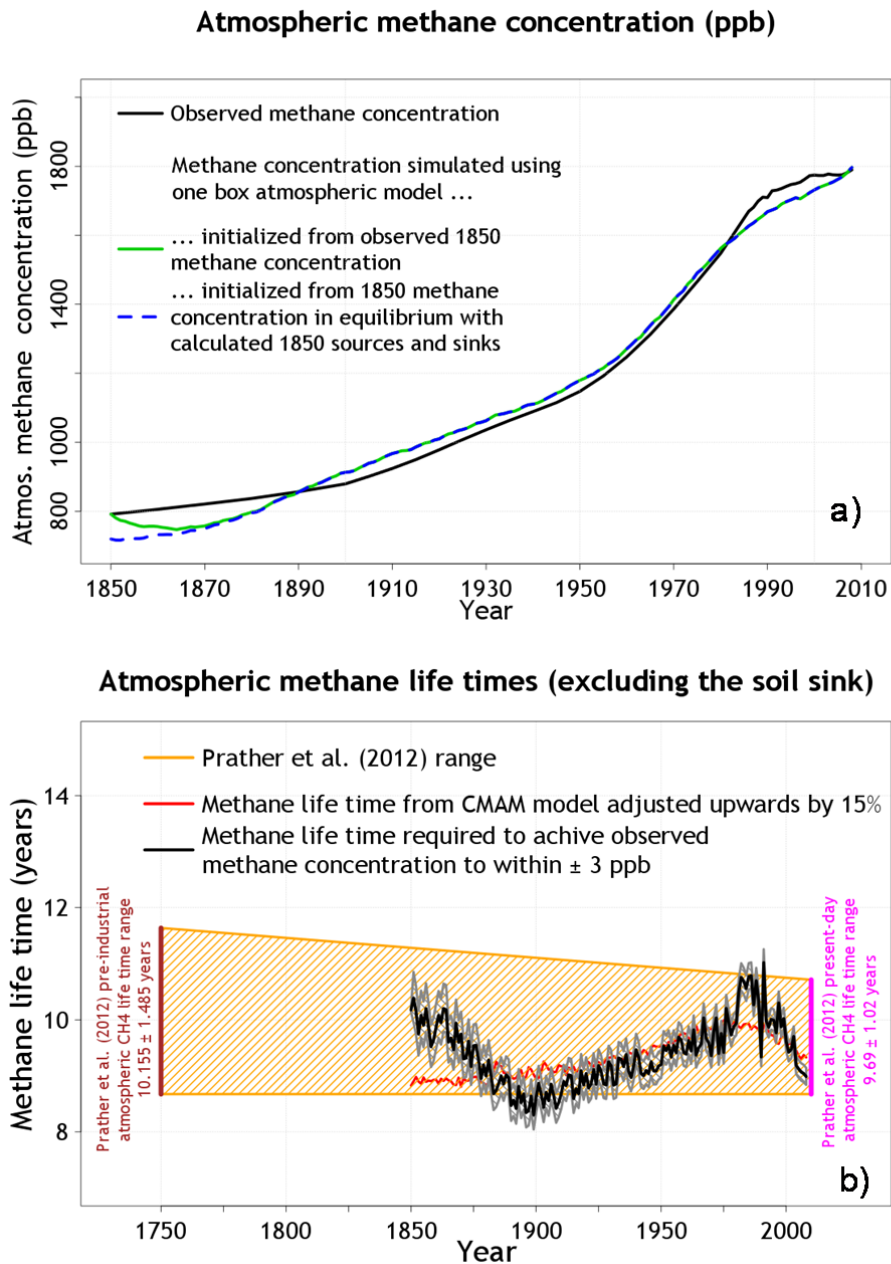 Atmospheric methane concentration (ppb)
Atmos. methane concentration (ppb)
1800
1400
1000
800
Observed methane concentration
Methane concentration simulated using
one box atmospheric model ...
... initialized from observed 1850
methane concentration
... initialized from 1850 methane
concentration in equilibrium with
calculated 1850 sources and sinks
a)
1850 1870 1890 1910 1930 1950 1970 1990 2010
Year
Atmospheric methane life times (excluding the soil sink)
Methane life time (years)
14
12
10
8
Prather et al. (2012) range
Methane life time from CMAM model adjusted upwards by 15%
Methane life time required to achive observed
methane concentration to within ± 3 ppb
Prather et al. (2012) pre-industrial
atmospheric CH4 life time range
10.155 ± 1.485 years
Prather et al. (2012) present-day
atmospheric CH4 life time range
9.69 ± 1.02 years
b)
1750 1800 1850 1900 1950 2000
Year